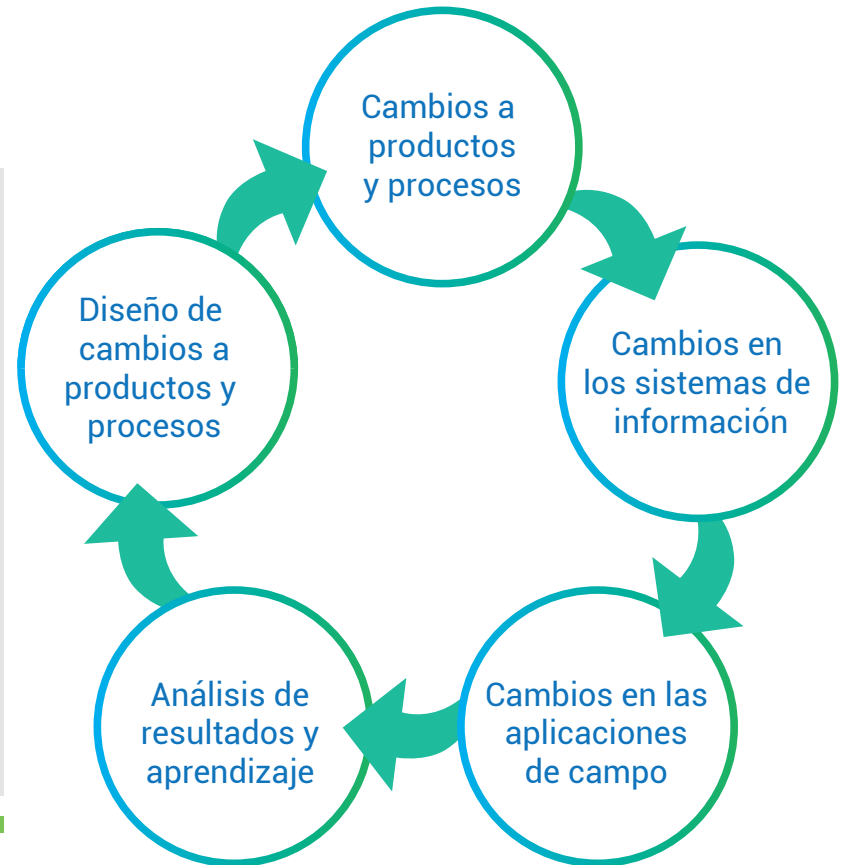 Cambios a
productos
y procesos
Cambios en
los sistemas de
información
Cambios en las
aplicaciones
de campo
Análisis de
resultados y
aprendizaje
Diseño de
cambios a
productos y
procesos